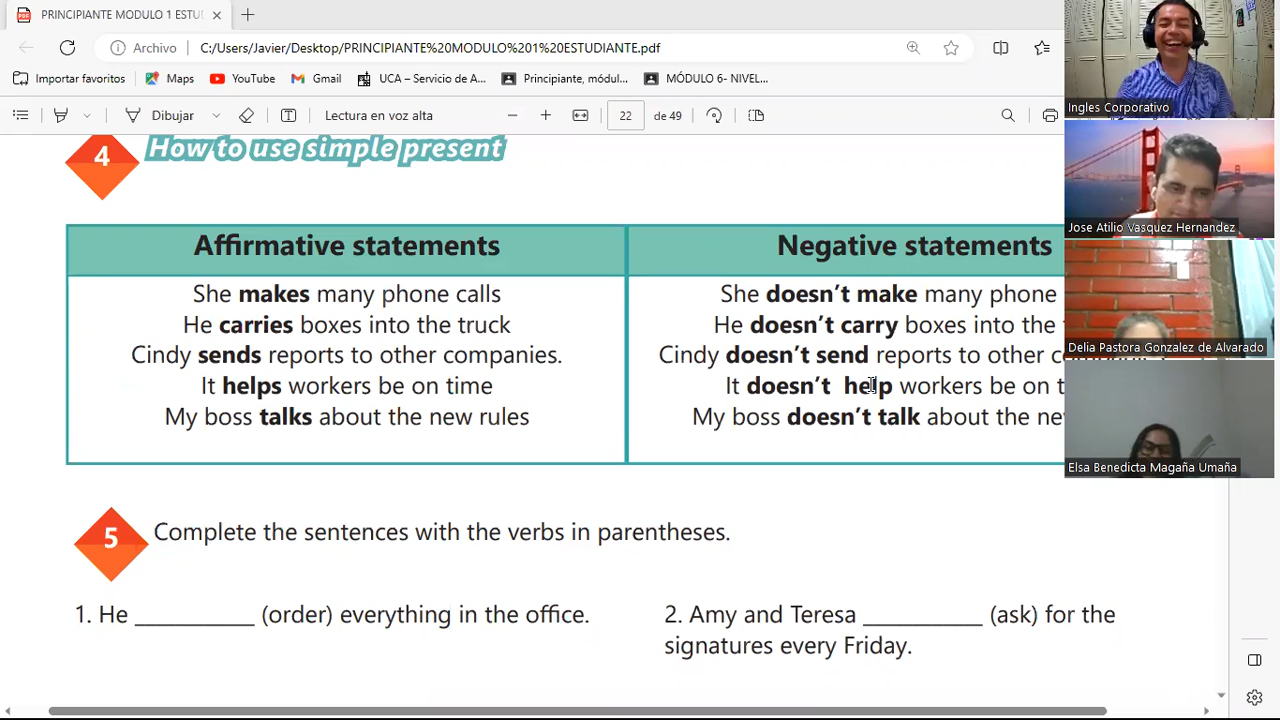 PRINCIPIANTE MODULO 1 ESTU
Archivo C:/Users/Javier/Desktop/PRINCIPIANTE%20MODULO%201%20ESTUDIANTE.pdf
Importar favoritos Maps YouTube Gmail UCA – Servicio de A... Principiante, módul... MÓDULO 6- NIVEL...
Dibujar Lectura en voz alta 22 de 49
4 How to use simple present
Affirmative statements
She makes many phone calls
He carries boxes into the truck
Cindy sends reports to other companies.
It helps workers be on time
My boss talks about the new rules
Negative statements
She doesn't make many phone
He doesn't carry boxes into the
Cindy doesn't send reports to other
It doesn't help workers be on
My boss doesn't talk about the
5 Complete the sentences with the verbs in parentheses.
1. He ___________ (order) everything in the office.
2. Amy and Teresa ___________ (ask) for the
signatures every Friday.
Ingles Corporativo
Jose Atilio Vasquez Hernandez
Delia Pastora Gonzalez de Alvarado
Elsa Benedicta Magaña Umaña